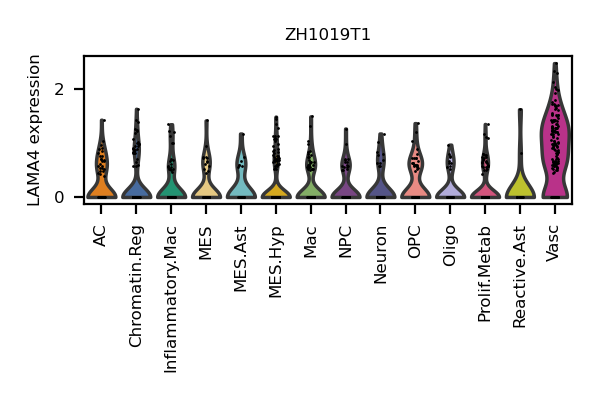 ZH1019T1
LAMA4 expression
2
0
AC
Chromatin.Reg
Inflammatory.Mac
MES
MES.Ast
MES.Hyp
Mac
NPC
Neuron
OPC
Oligo
Prolif.Metab
Reactive.Ast
Vasc